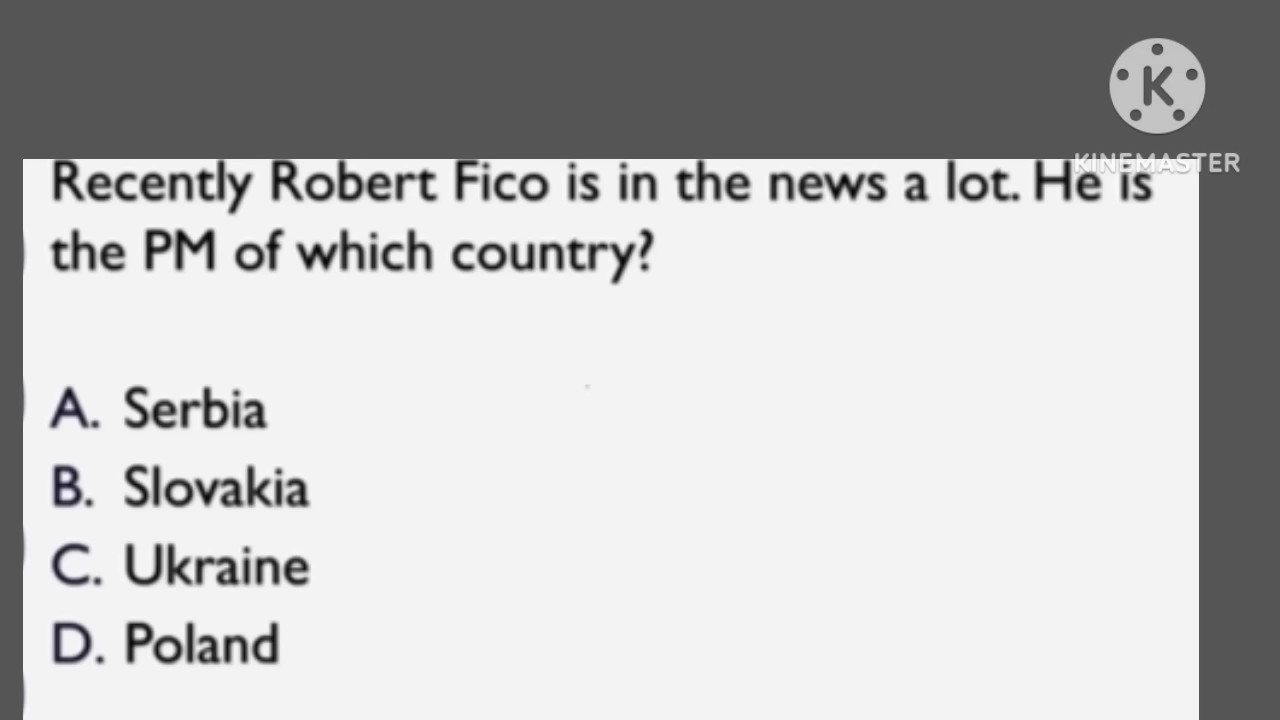 KINEMASTER
Recently Robert Fico is in the news a lot. He is
the PM of which country?
A. Serbia
B. Slovakia
C. Ukraine
D. Poland